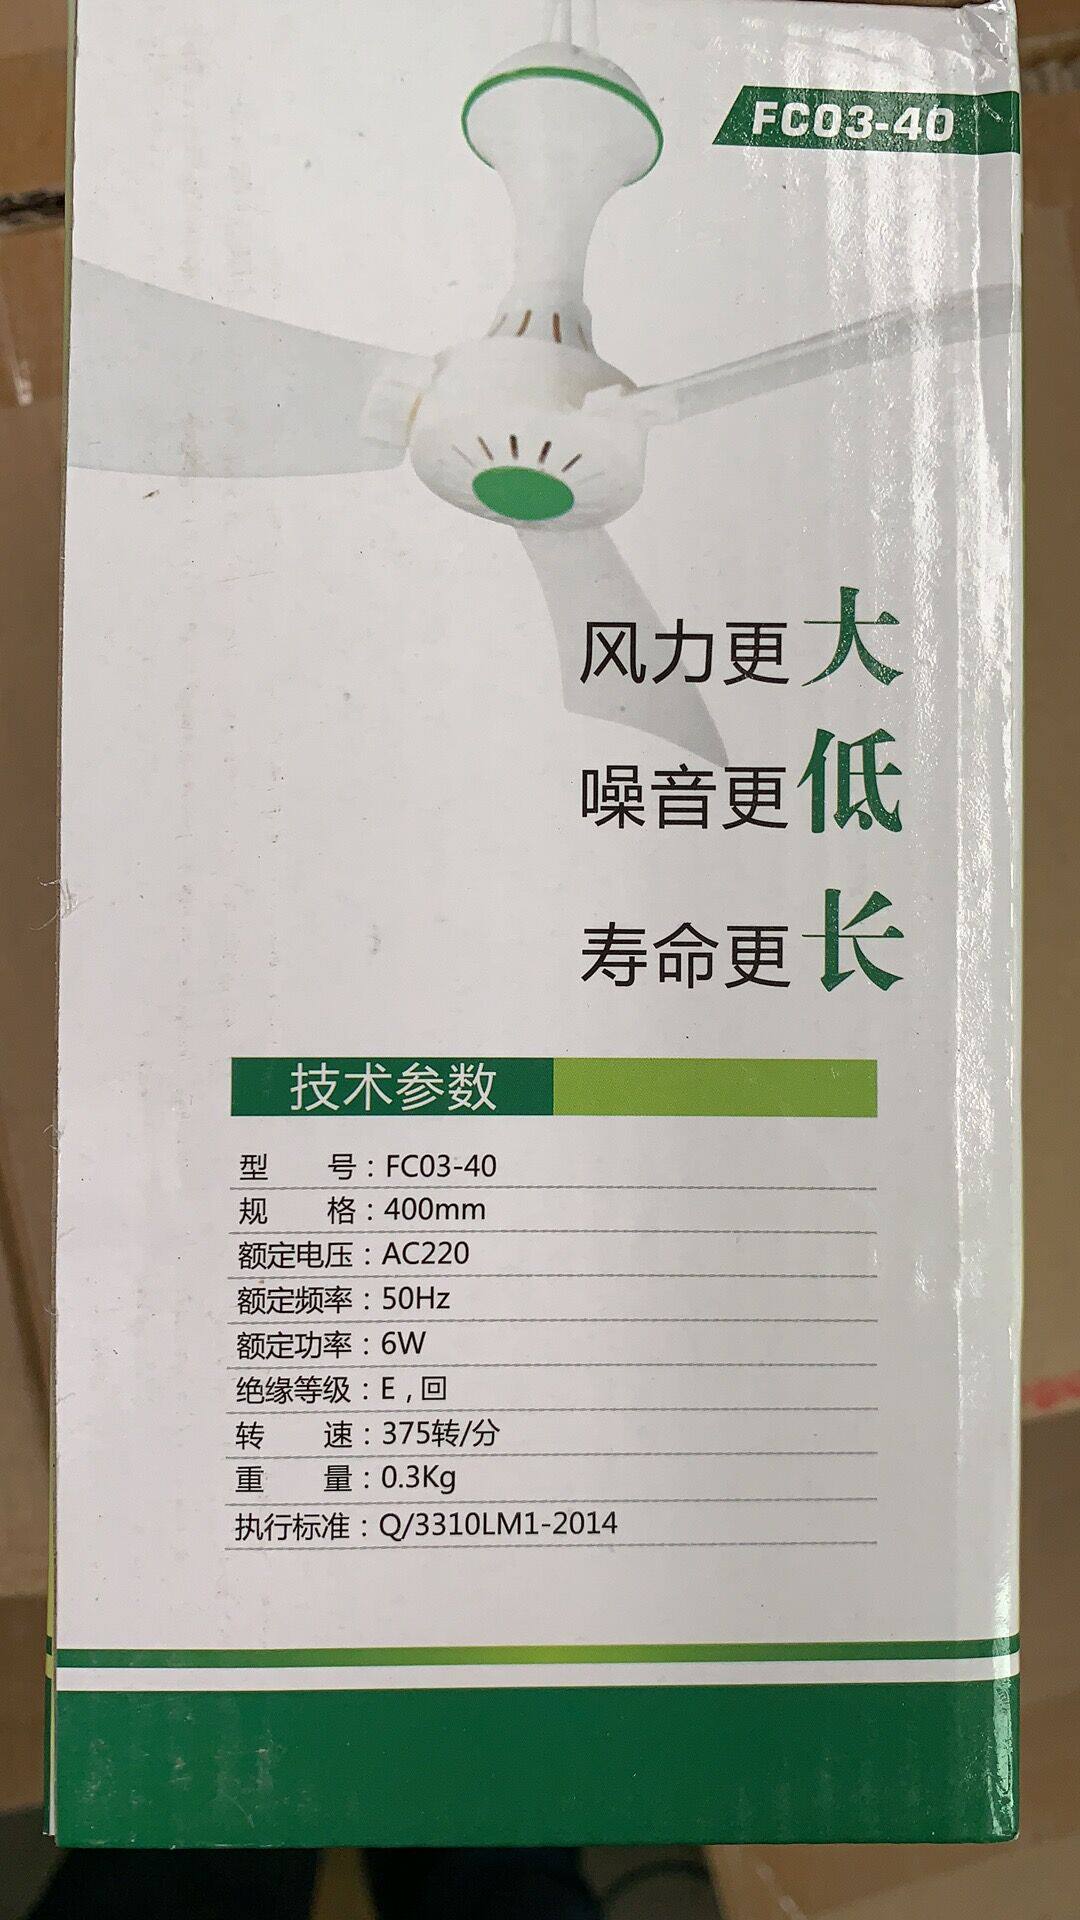 FC03-40
风力更大
噪音更低
寿命更长
技术参数
型 号：FC03-40
规 格：400mm
额定电压：AC220
额定频率：50Hz
额定功率：6W
绝缘等级：E，回
转 速：375转/分
重 量：0.3Kg
执行标准：Q/3310LM1-2014